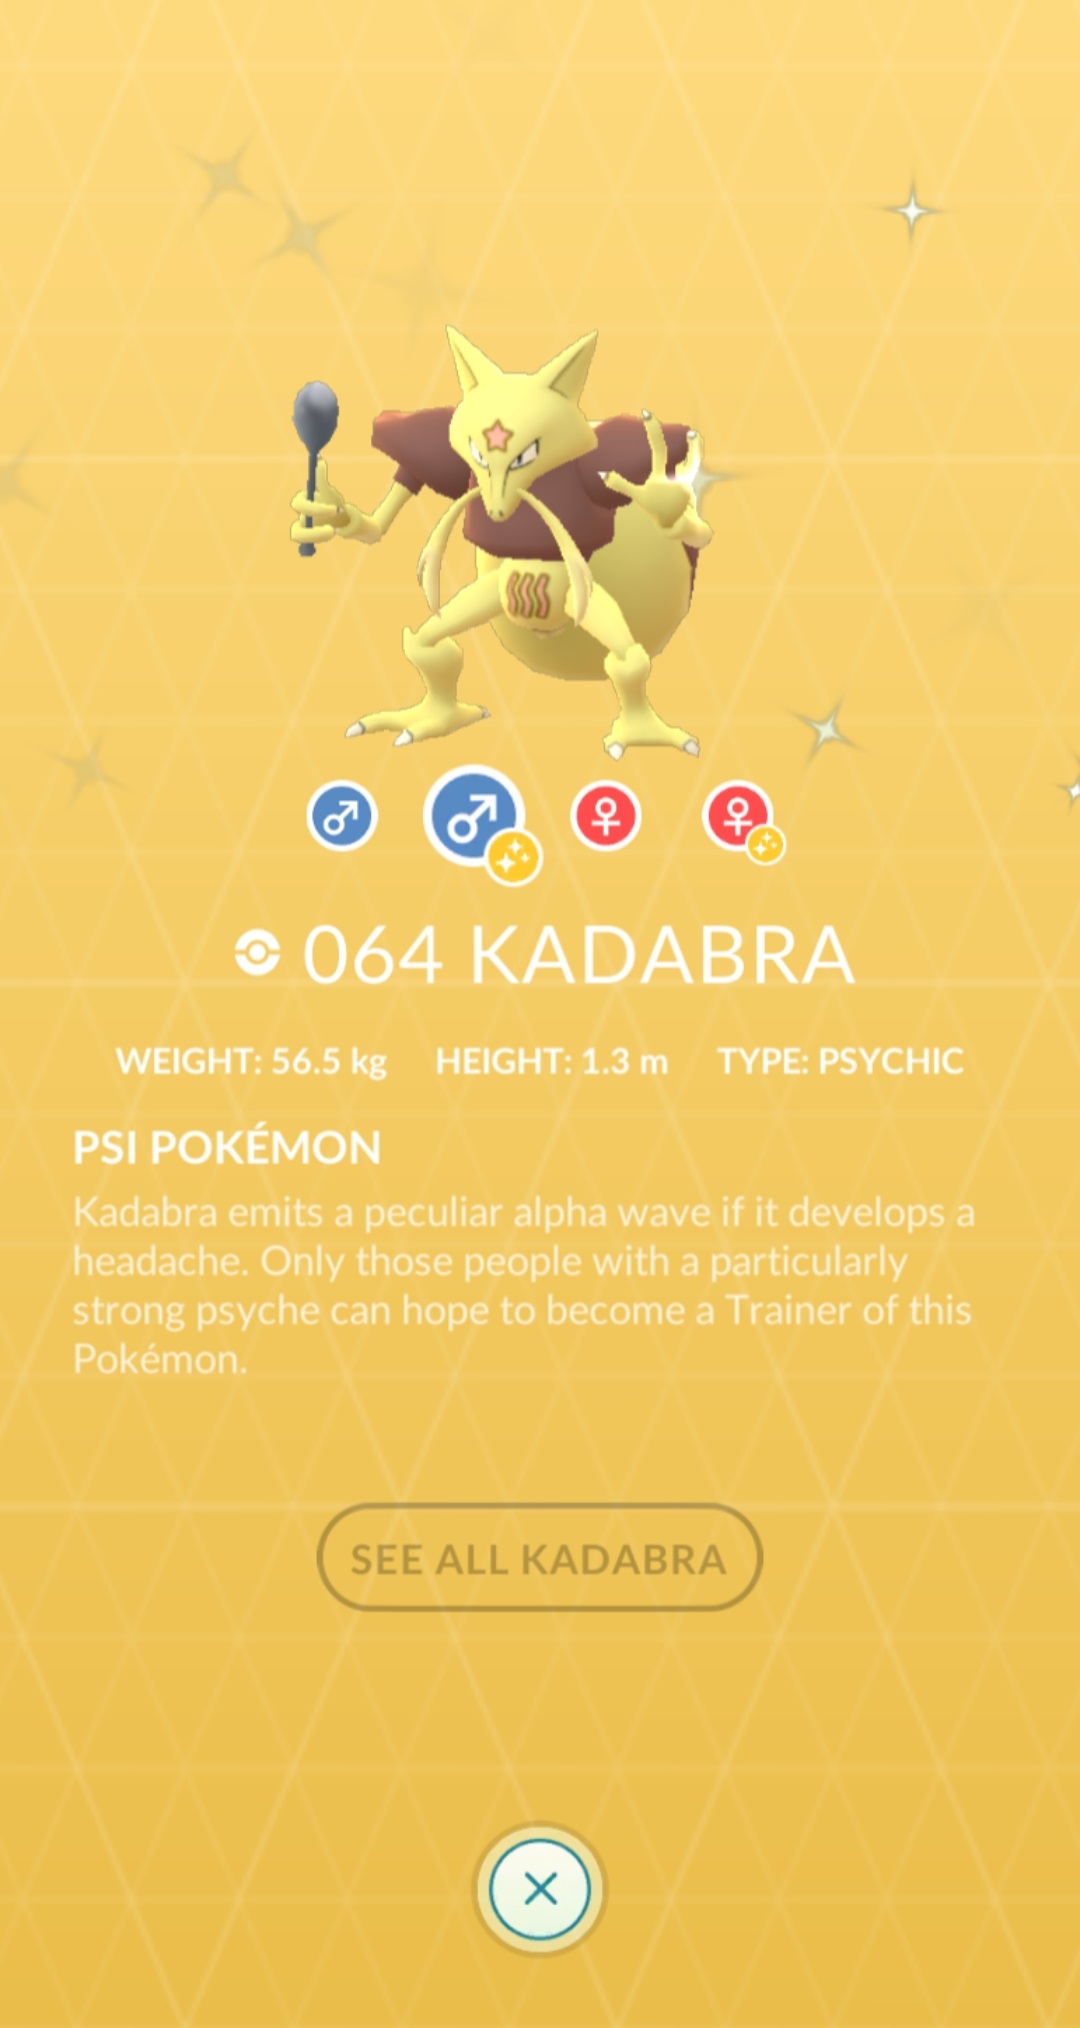 064 KADABRA
WEIGHT: 56.5 kg HEIGHT: 1.3 m TYPE: PSYCHIC
PSI POKÉMON
Kadabra emits a peculiar alpha wave if it develops a
headache. Only those people with a particularly
strong psyche can hope to become a Trainer of this
Pokémon.
SEE ALL KADABRA